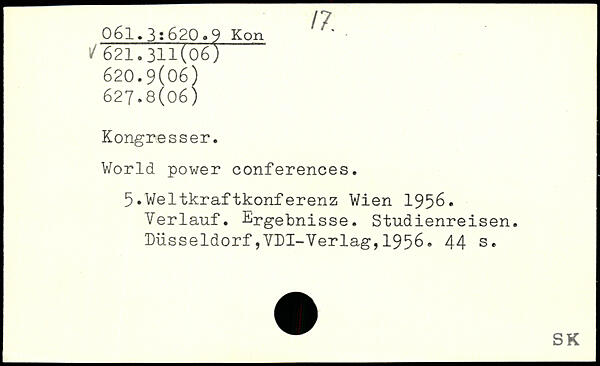 17.
061.3:620.9 Kon
√ 621.311(06)
620.9(06)
627.8(06)
Kongresser.
World power conferences.
5.Weltkraftkonferenz Wien 1956.
Verlauf. Ergebnisse. Studienreisen.
Düsseldorf,VDI-Verlag,1956. 44 s.
SK